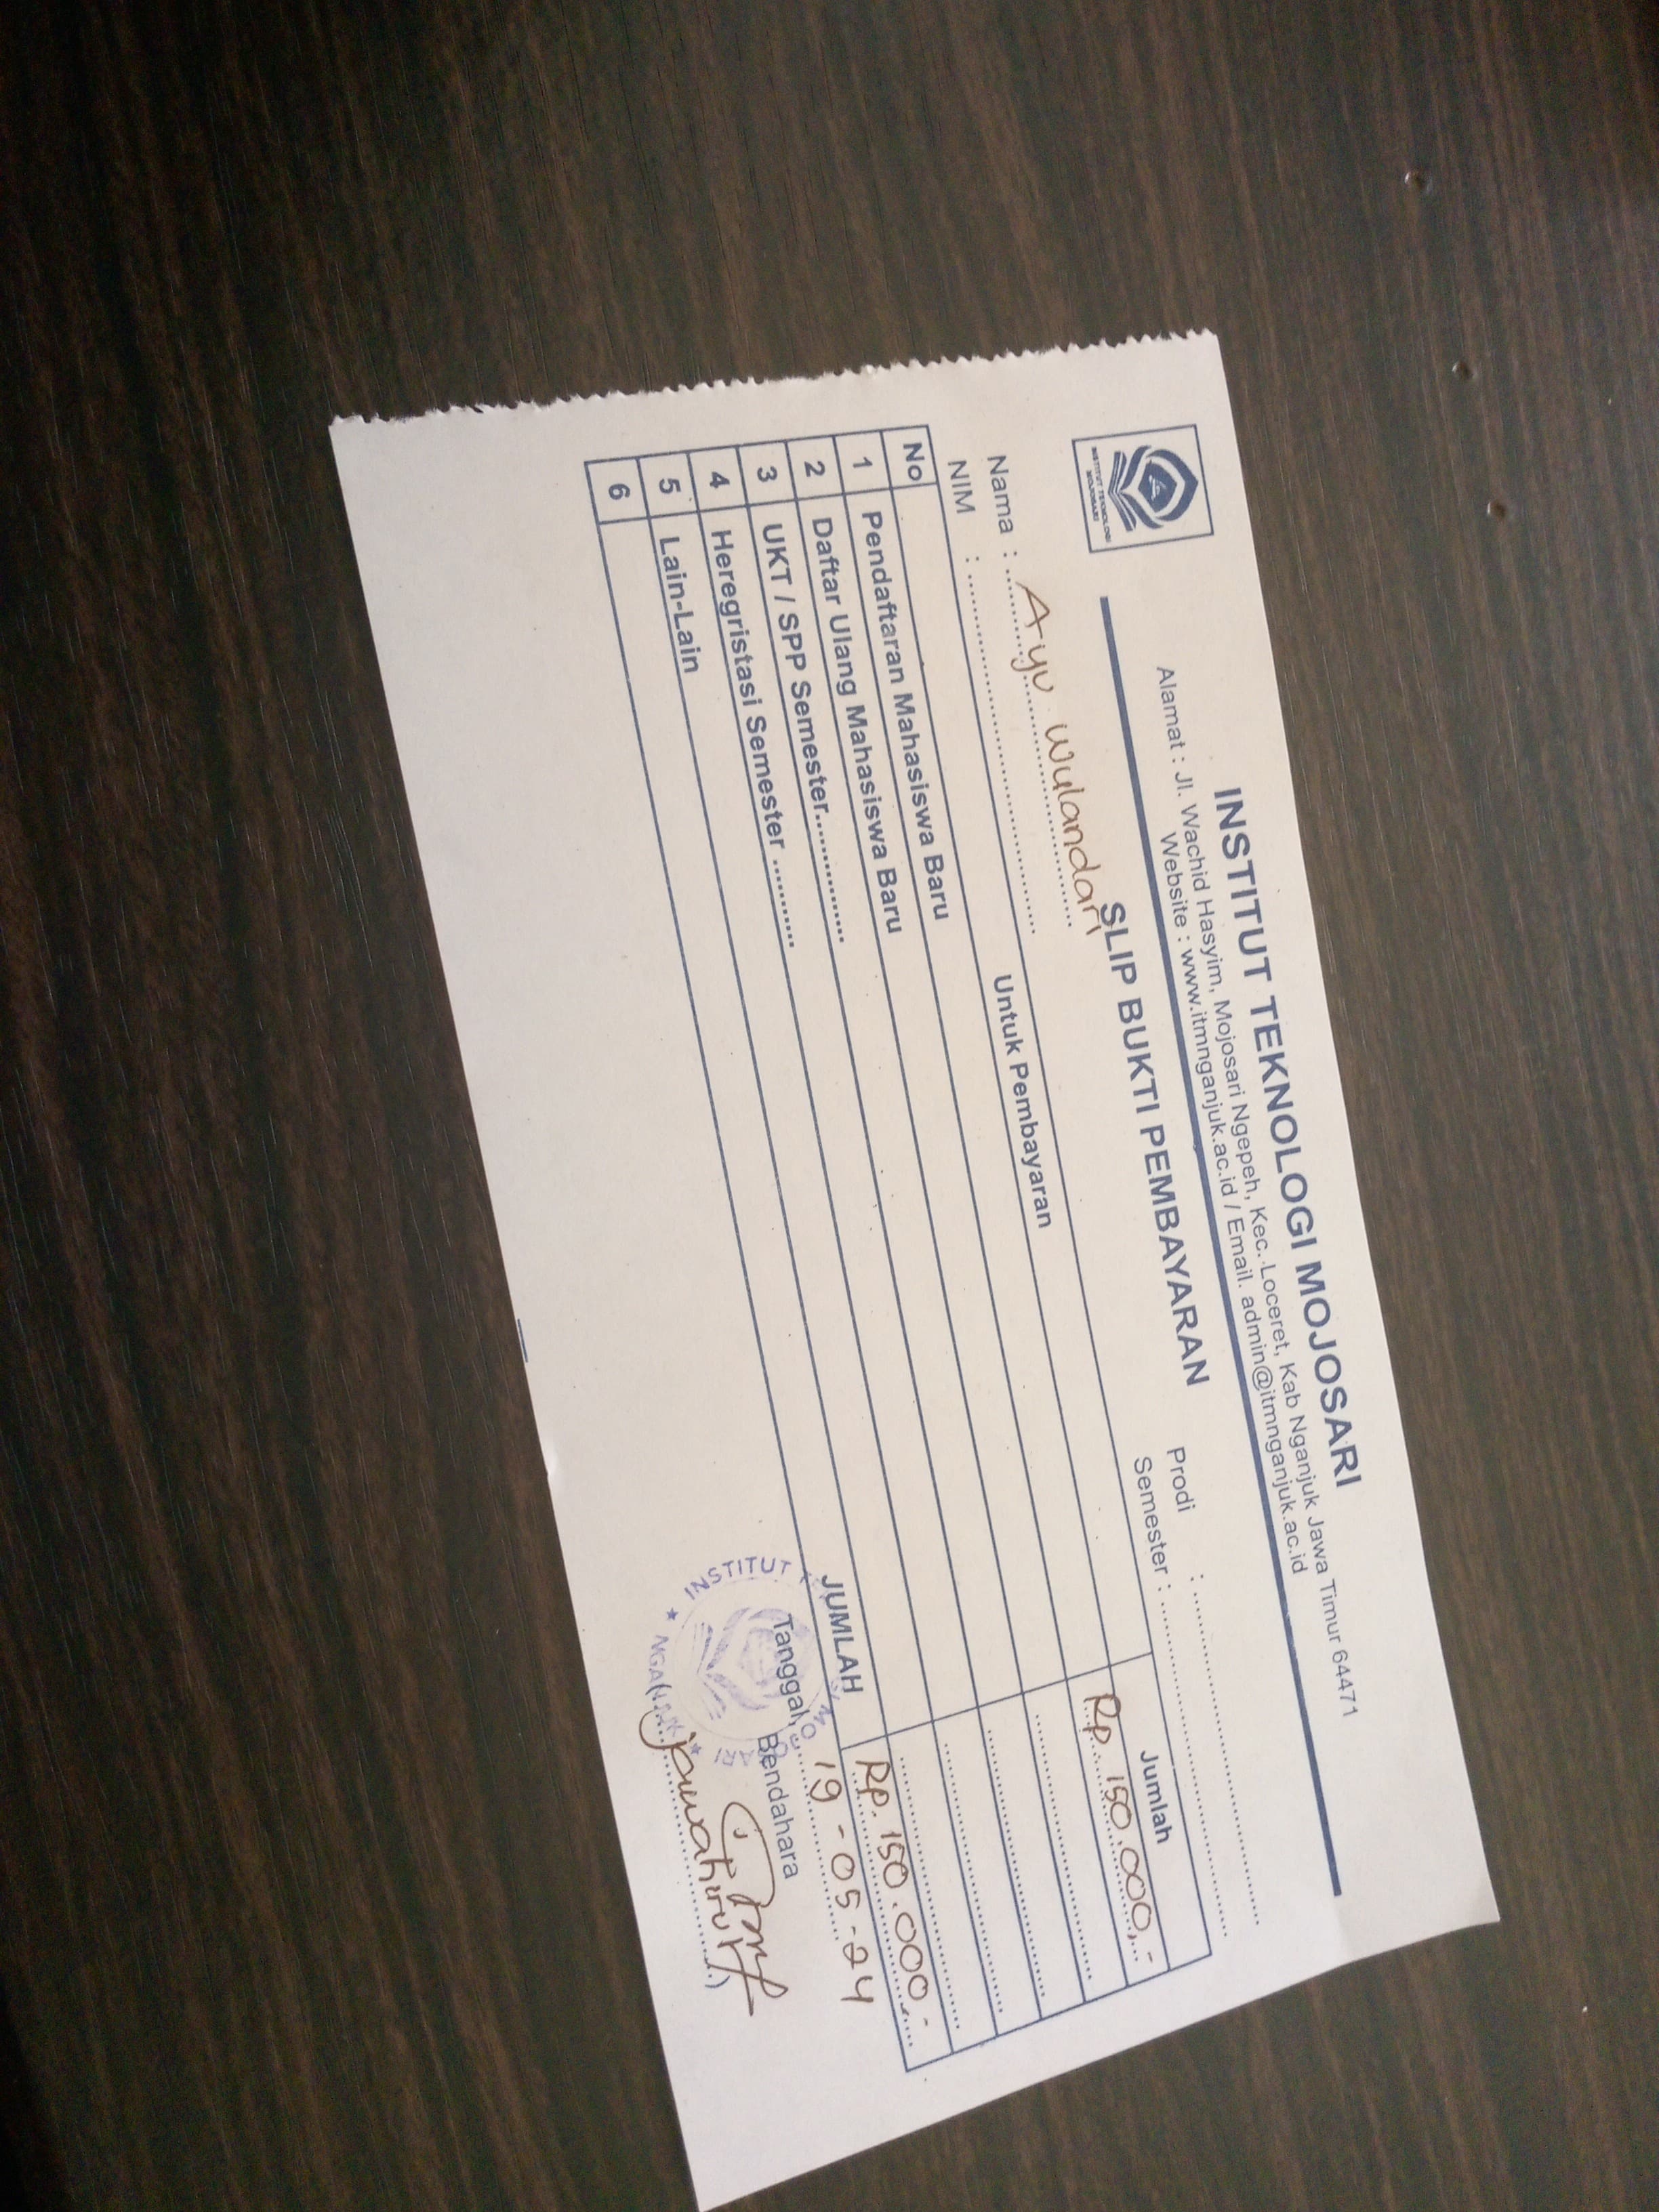 INSTITUT TEKNOLOGI
MOJOSARI
INSTITUT TEKNOLOGI MOJOSARI
Alamat : Jl. Wachid Hasyim, Mojosari Ngepeh, Kec. Loceret, Kab Nganjuk Jawa Timur 64471
Website : www.itmnganjuk.ac.id / Email. admin@itmnganjuk.ac.id
SLIP BUKTI PEMBAYARAN
Nama : Ayu Wulandari
Prodi :
NIM :
Semester :
No Untuk Pembayaran Jumlah
1 Pendaftaran Mahasiswa Baru Rp 150.000,-
2 Daftar Ulang Mahasiswa Baru
3 UKT / SPP Semester..............
4 Heregristasi Semester ...........
5 Lain-Lain
6
JUMLAH Rp. 150.000,-
Tanggal, 19-05-24
Bendahara
INSTITUT
NGANJUK